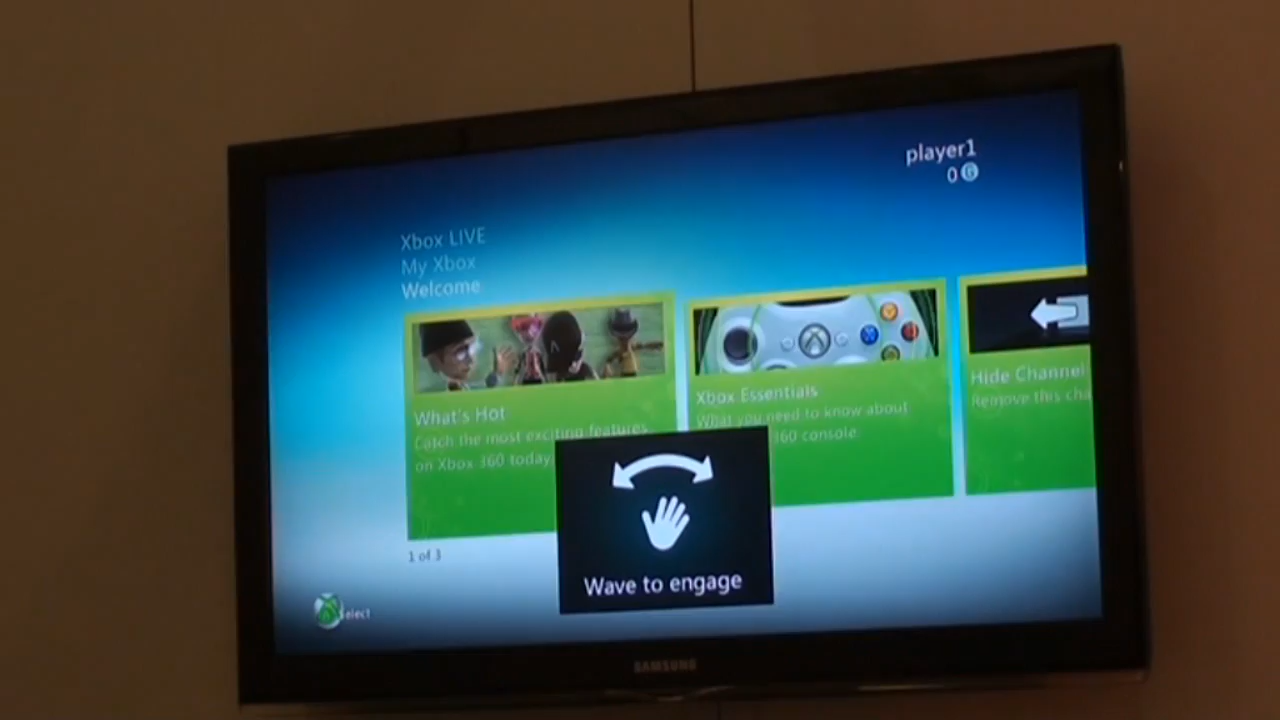 player1
0 G
Xbox LIVE
My Xbox
Welcome
What's Hot
Catch the most exciting features
on Xbox 360 today.
Xbox Essentials
What you need to know about
360 console.
Hide Channel
Remove this cha
Wave to engage
1 of 3
elect
SAMSUNG